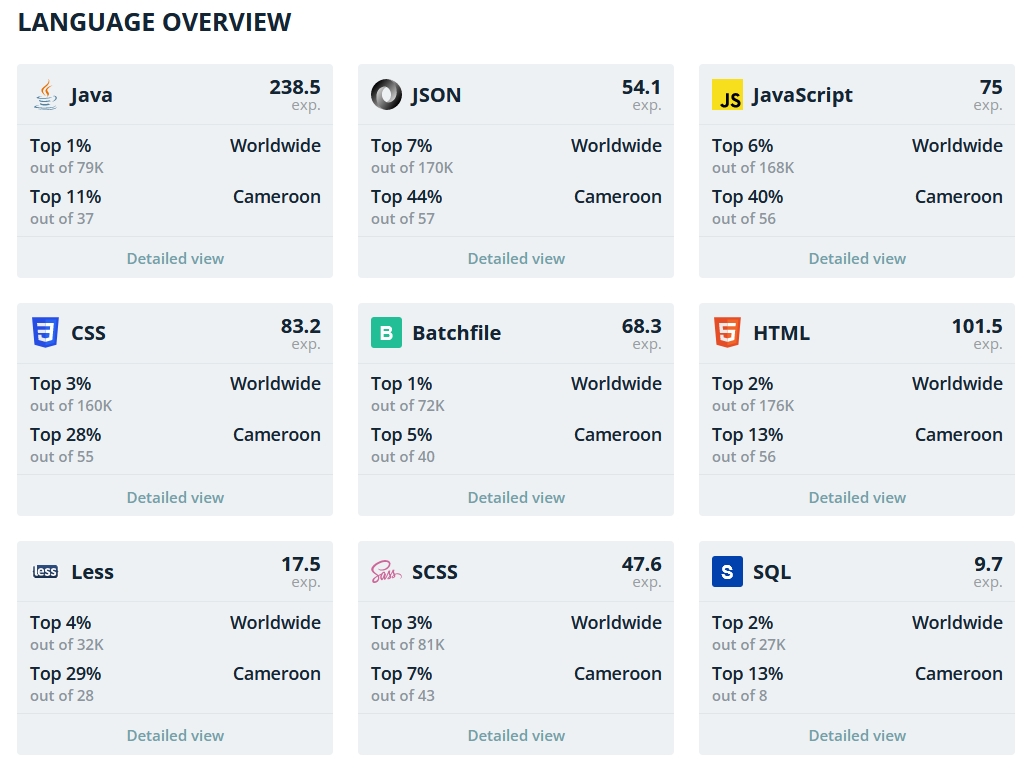 LANGUAGE OVERVIEW
Java 238.5
exp.
Top 1% Worldwide
out of 79K
Top 11% Cameroon
out of 37
Detailed view
JSON 54.1
exp.
Top 7% Worldwide
out of 170K
Top 44% Cameroon
out of 57
Detailed view
JS JavaScript 75
exp.
Top 6% Worldwide
out of 168K
Top 40% Cameroon
out of 56
Detailed view
3 CSS 83.2
exp.
Top 3% Worldwide
out of 160K
Top 28% Cameroon
out of 55
Detailed view
B Batchfile 68.3
exp.
Top 1% Worldwide
out of 72K
Top 5% Cameroon
out of 40
Detailed view
5 HTML 101.5
exp.
Top 2% Worldwide
out of 176K
Top 13% Cameroon
out of 56
Detailed view
less Less 17.5
exp.
Top 4% Worldwide
out of 32K
Top 29% Cameroon
out of 28
Detailed view
Sass SCSS 47.6
exp.
Top 3% Worldwide
out of 81K
Top 7% Cameroon
out of 43
Detailed view
S SQL 9.7
exp.
Top 2% Worldwide
out of 27K
Top 13% Cameroon
out of 8
Detailed view